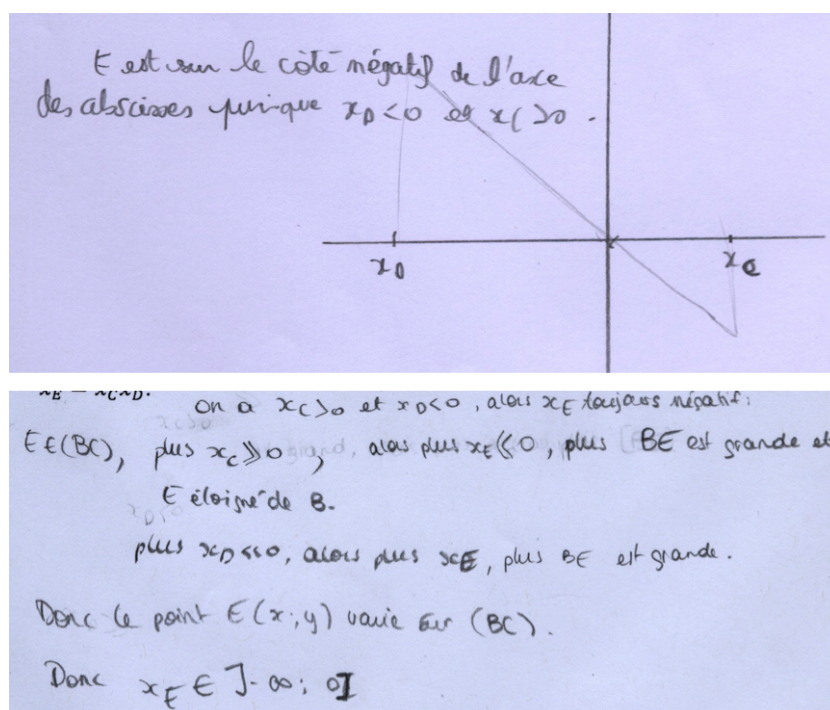 E est sur le côté négatif de l'axe
des abscisses puisque x_D < 0 et x_C > 0.
x_D
x_C
x_E = x_C x_D.
On a x_C > 0 et x_D < 0, alors x_E toujours négatif:
E ∈ (BC), plus x_C ≫ 0, alors plus x_E ≪ 0, plus BE est grande et
E éloigné de B.
plus x_D << 0, alors plus x_E, plus BE est grande.
Donc le point E(x;y) varie sur (BC).
Donc x_E ∈ ]-∞; 0[